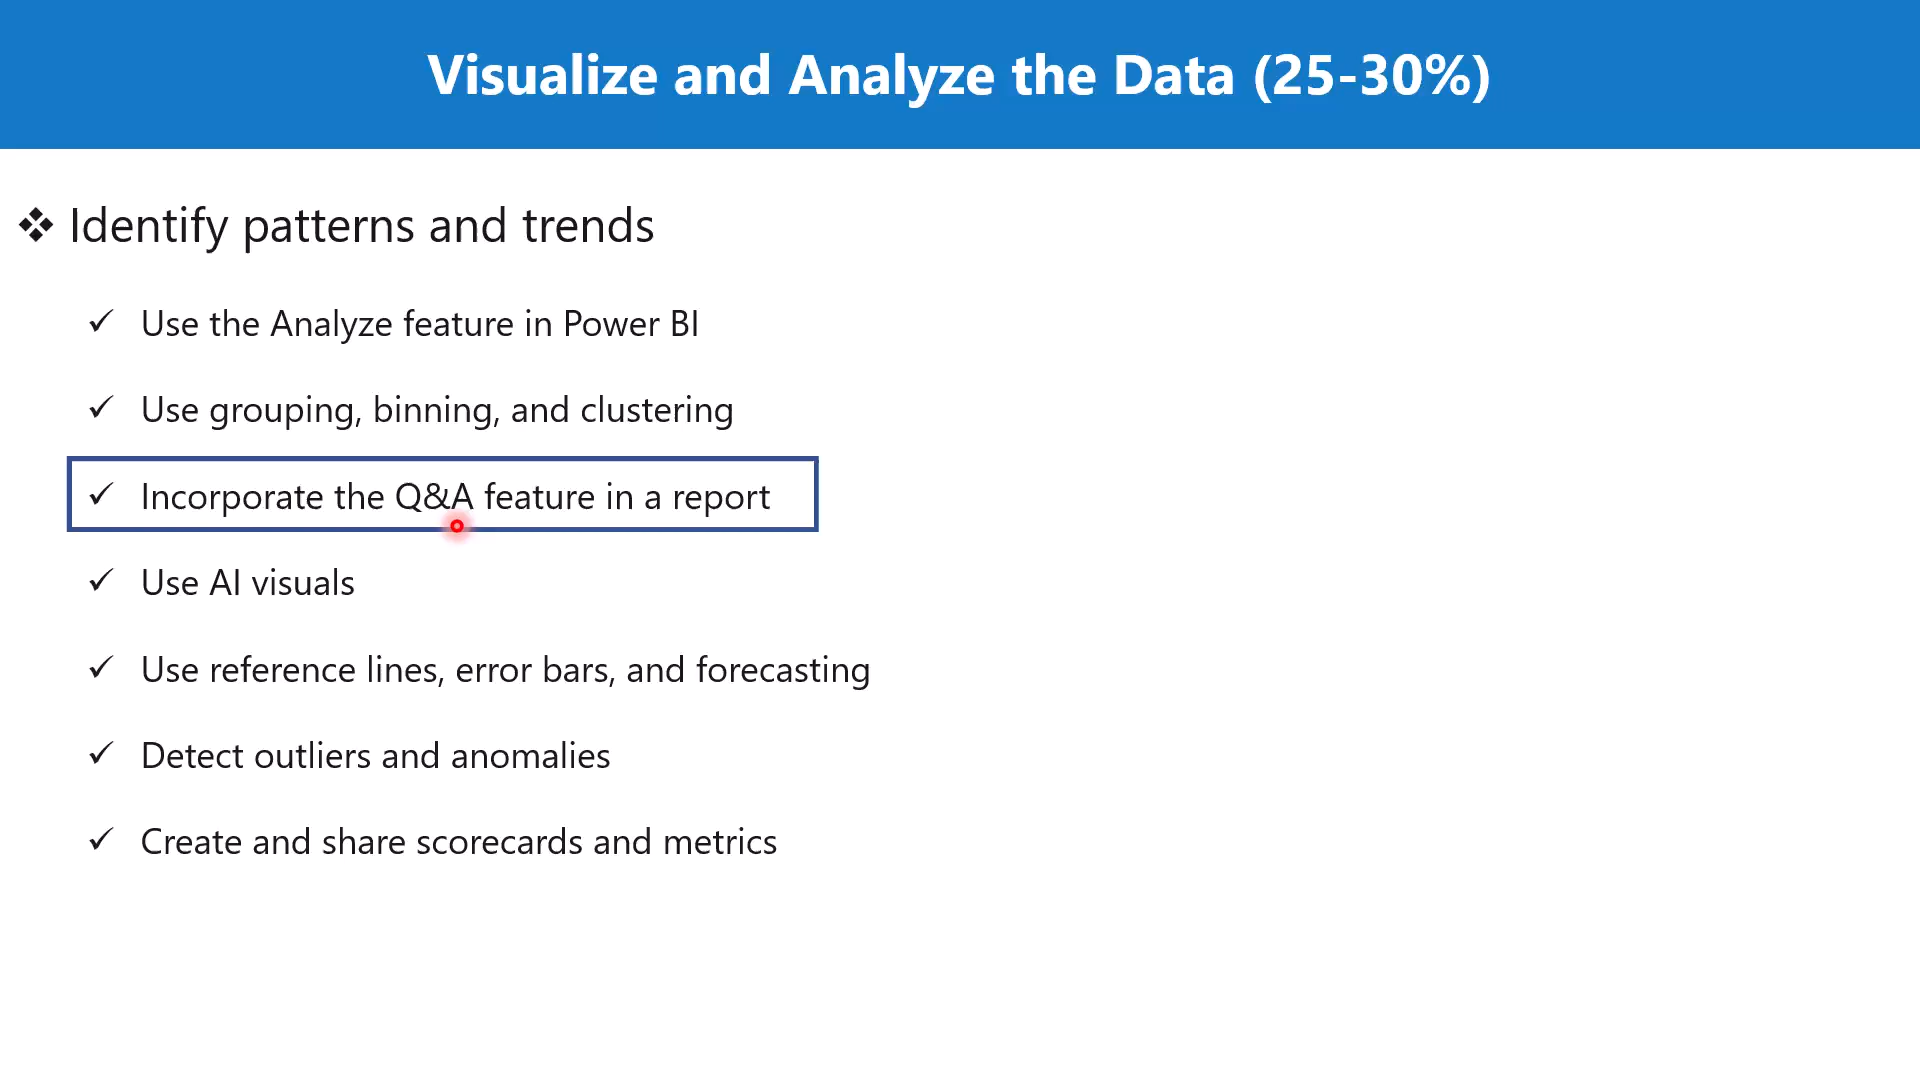 Visualize and Analyze the Data (25-30%)
❖ Identify patterns and trends
✓ Use the Analyze feature in Power BI
✓ Use grouping, binning, and clustering
✓ Incorporate the Q&A feature in a report
✓ Use AI visuals
✓ Use reference lines, error bars, and forecasting
✓ Detect outliers and anomalies
✓ Create and share scorecards and metrics